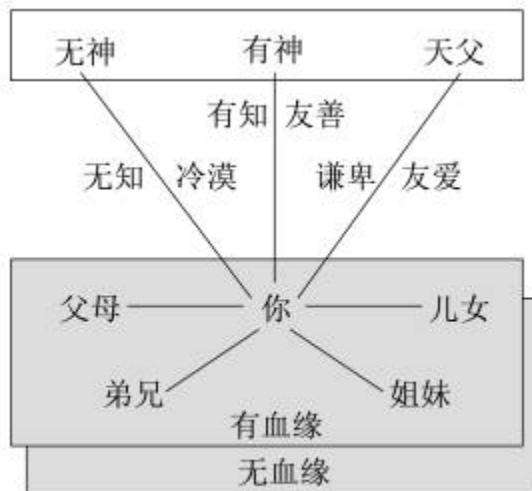 无神 有神 天父
有知 友善
无知 冷漠 谦卑 友爱
父母 你 儿女
弟兄 姐妹
有血缘
无血缘